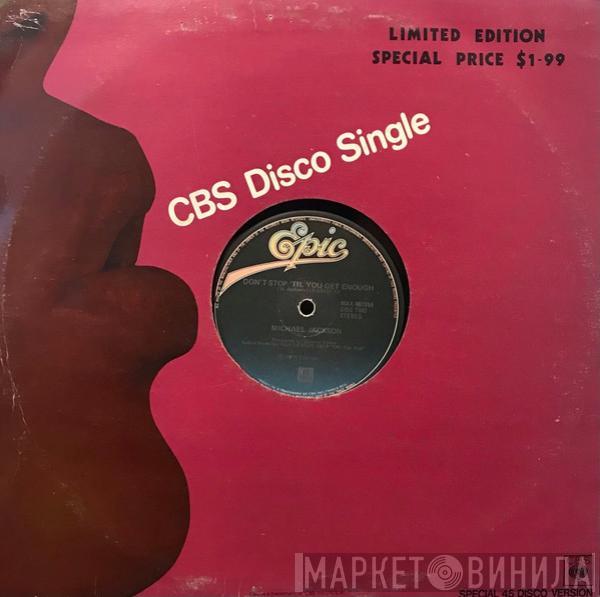 LIMITED EDITION
SPECIAL PRICE $1-99
CBS Disco Single
Epic
DON'T STOP 'TIL YOU GET ENOUGH
STEREO
MICHAEL JACKSON
МАРКЕТ ВИНИЛА
SPECIAL 45 DISCO VERSION